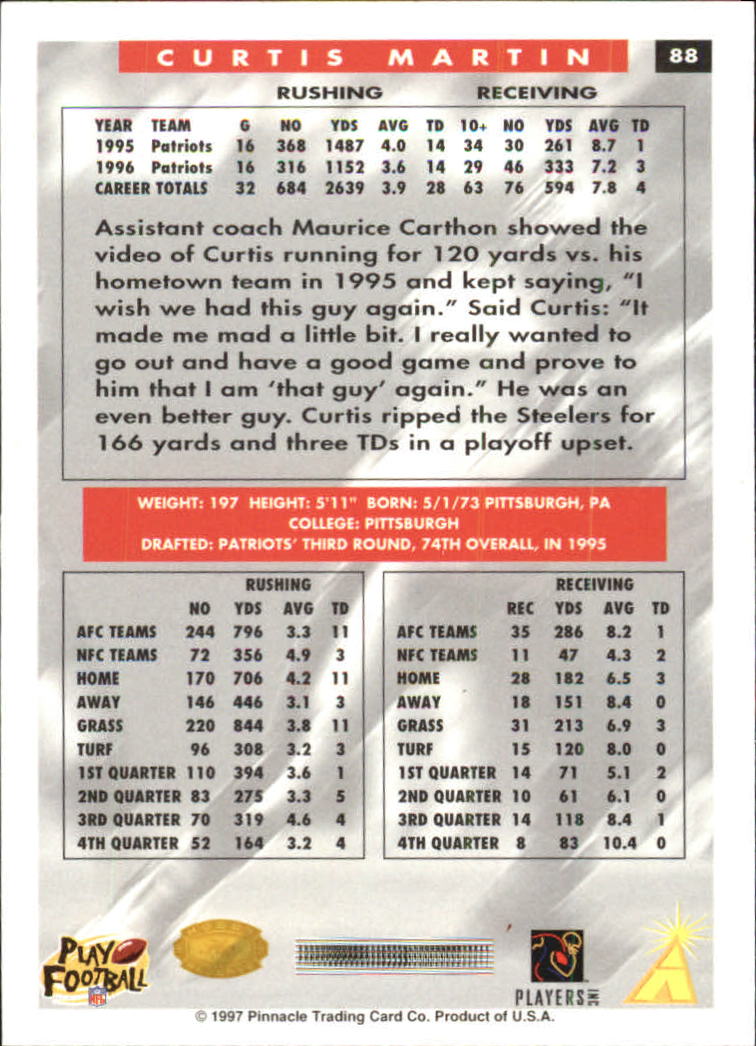 CURTIS MARTIN 88
RUSHING RECEIVING
YEAR TEAM G NO YDS AVG TD 10+ NO YDS AVG TD
1995 Patriots 16 368 1487 4.0 14 34 30 261 8.7 1
1996 Patriots 16 316 1152 3.6 14 29 46 333 7.2 3
CAREER TOTALS 32 684 2639 3.9 28 63 76 594 7.8 4
Assistant coach Maurice Carthon showed the
video of Curtis running for 120 yards vs. his
hometown team in 1995 and kept saying, “I
wish we had this guy again.” Said Curtis: “It
made me mad a little bit. I really wanted to
go out and have a good game and prove to
him that I am ‘that guy’ again.” He was an
even better guy. Curtis ripped the Steelers for
166 yards and three TDs in a playoff upset.
WEIGHT: 197 HEIGHT: 5'11" BORN: 5/1/73 PITTSBURGH, PA
COLLEGE: PITTSBURGH
DRAFTED: PATRIOTS' THIRD ROUND, 74TH OVERALL, IN 1995
RUSHING
NO YDS AVG TD
AFC TEAMS 244 796 3.3 11
NFC TEAMS 72 356 4.9 3
HOME 170 706 4.2 11
AWAY 146 446 3.1 3
GRASS 220 844 3.8 11
TURF 96 308 3.2 3
1ST QUARTER 110 394 3.6 1
2ND QUARTER 83 275 3.3 5
3RD QUARTER 70 319 4.6 4
4TH QUARTER 52 164 3.2 4
RECEIVING
REC YDS AVG TD
AFC TEAMS 35 286 8.2 1
NFC TEAMS 11 47 4.3 2
HOME 28 182 6.5 3
AWAY 18 151 8.4 0
GRASS 31 213 6.9 3
TURF 15 120 8.0 0
1ST QUARTER 14 71 5.1 2
2ND QUARTER 10 61 6.1 0
3RD QUARTER 14 118 8.4 1
4TH QUARTER 8 83 10.4 0
PLAY
FOOTBALL
NFL
PLAYERS INC
© 1997 Pinnacle Trading Card Co. Product of U.S.A.